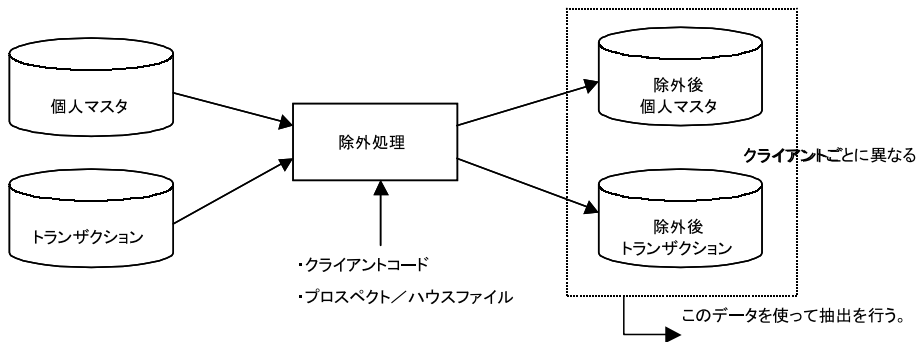 個人マスタ
トランザクション
除外処理
・クライアントコード
・プロスペクト／ハウスファイル
除外後
個人マスタ
クライアントごとに異なる
除外後
トランザクション
このデータを使って抽出を行う。